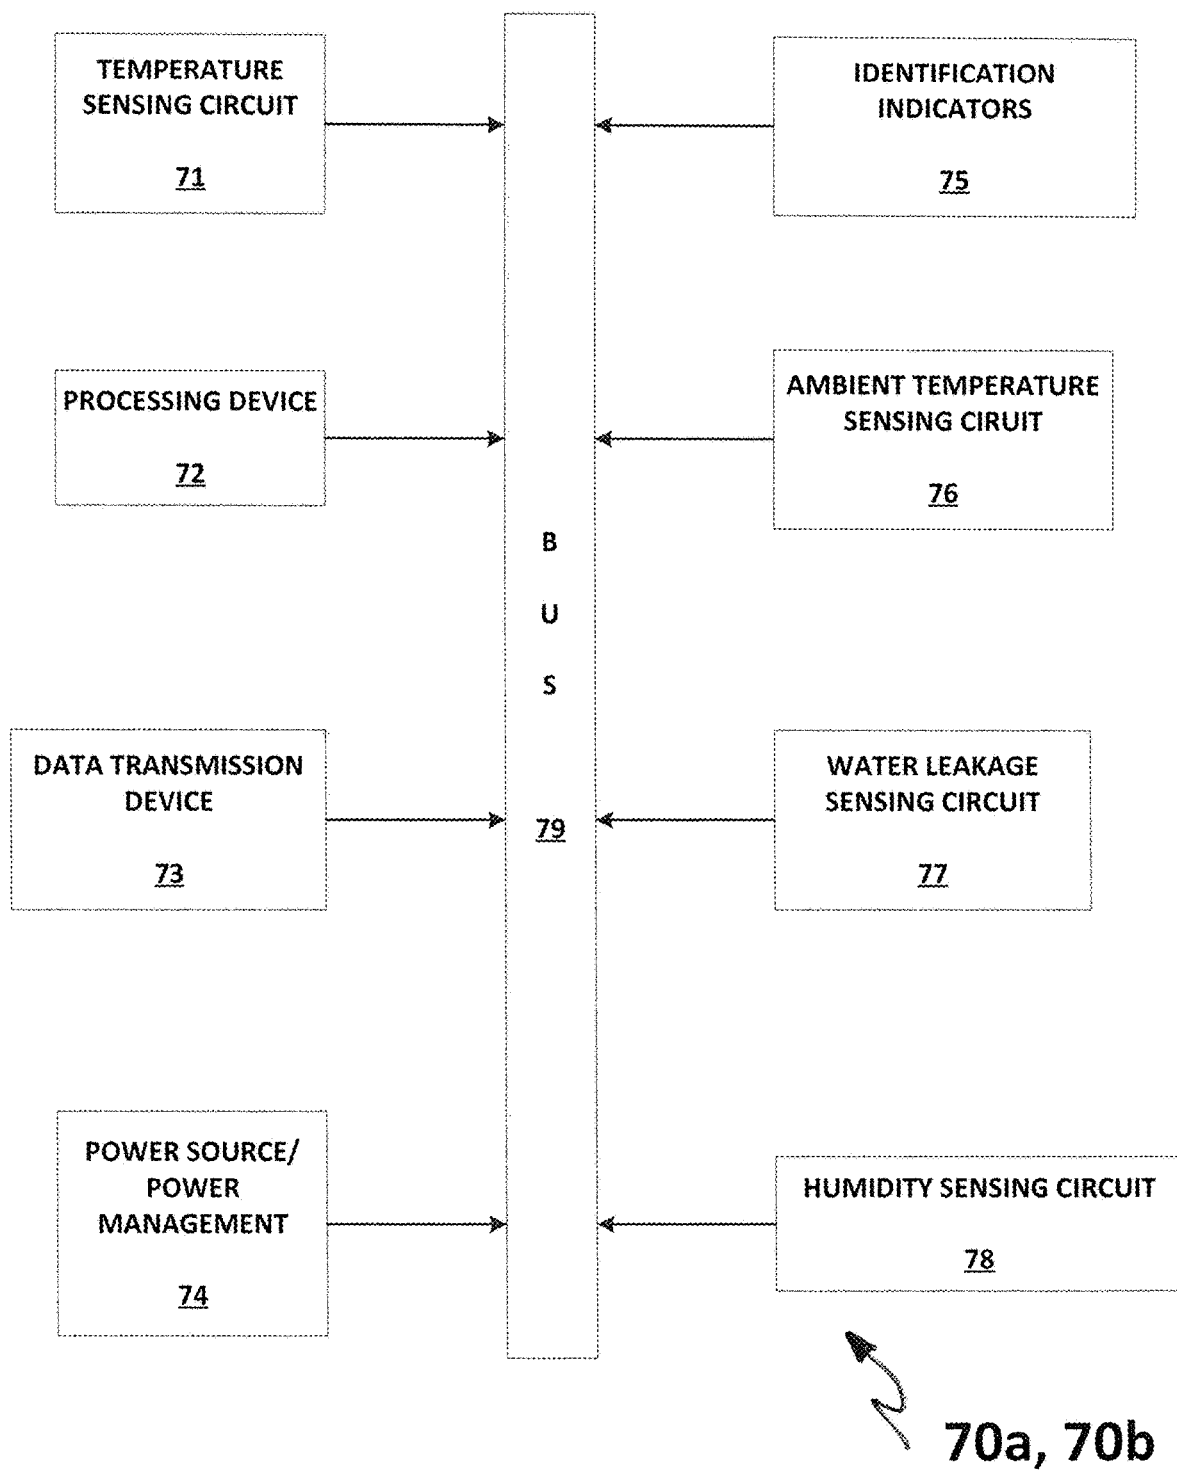 TEMPERATURE
SENSING CIRCUIT
71
PROCESSING DEVICE
72
DATA TRANSMISSION
DEVICE
73
POWER SOURCE/
POWER
MANAGEMENT
74
B
U
S
79
IDENTIFICATION
INDICATORS
75
AMBIENT TEMPERATURE
SENSING CIRUIT
76
WATER LEAKAGE
SENSING CIRCUIT
77
HUMIDITY SENSING CIRCUIT
78
70a, 70b